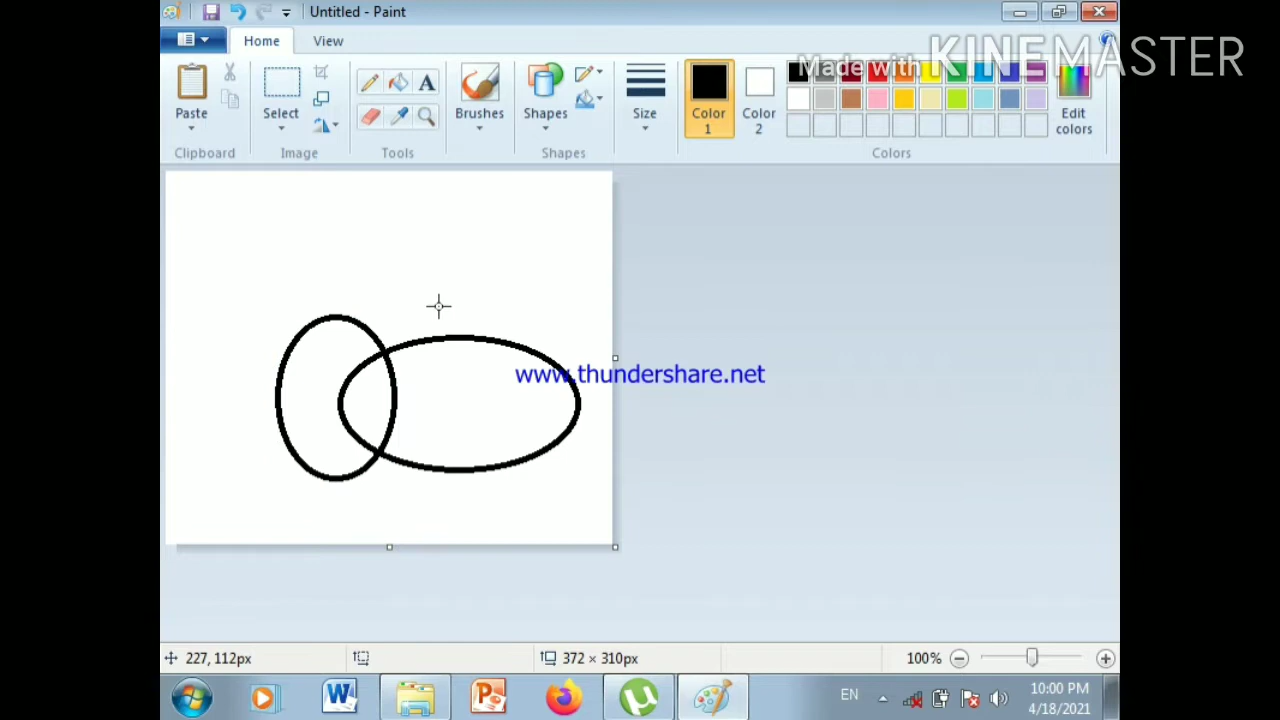 Untitled - Paint
Home
View
Made with KINEMASTER
Paste
Select
A
Brushes
Shapes
Size
Color 1
Color 2
Edit colors
Clipboard
Image
Tools
Shapes
Colors
www.thundershare.net
227, 112px
372 × 310px
100%
W
P
EN
10:00 PM
4/18/2021